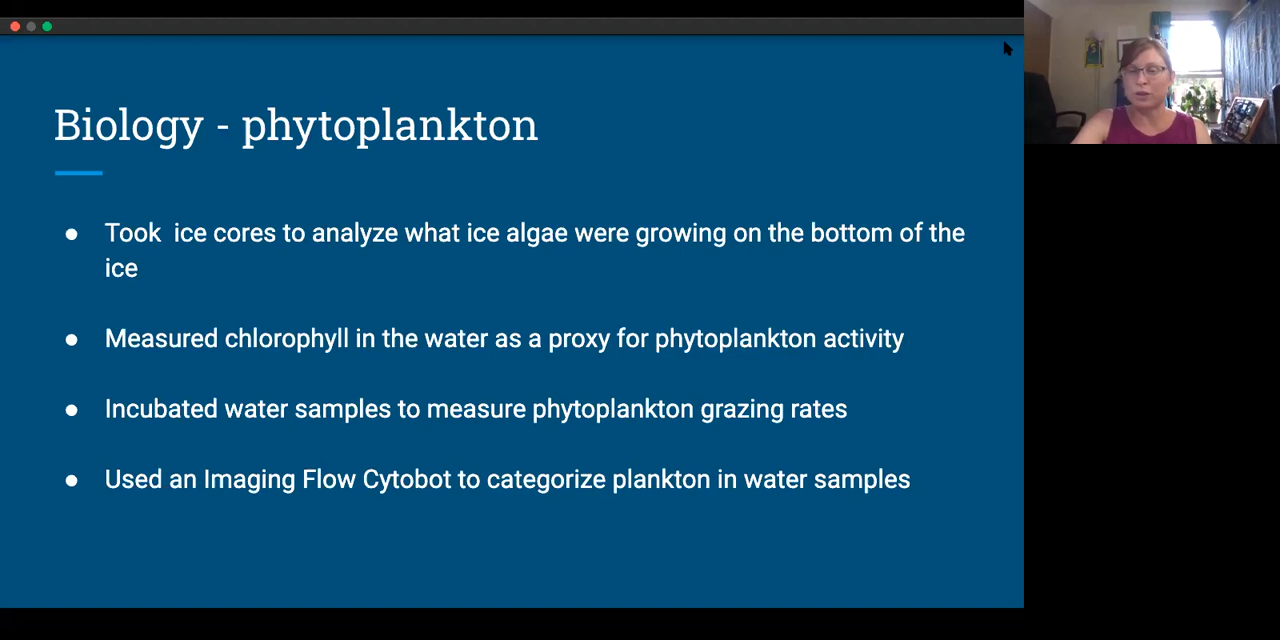 Biology - phytoplankton
● Took  ice cores to analyze what ice algae were growing on the bottom of the
ice
● Measured chlorophyll in the water as a proxy for phytoplankton activity
● Incubated water samples to measure phytoplankton grazing rates
● Used an Imaging Flow Cytobot to categorize plankton in water samples